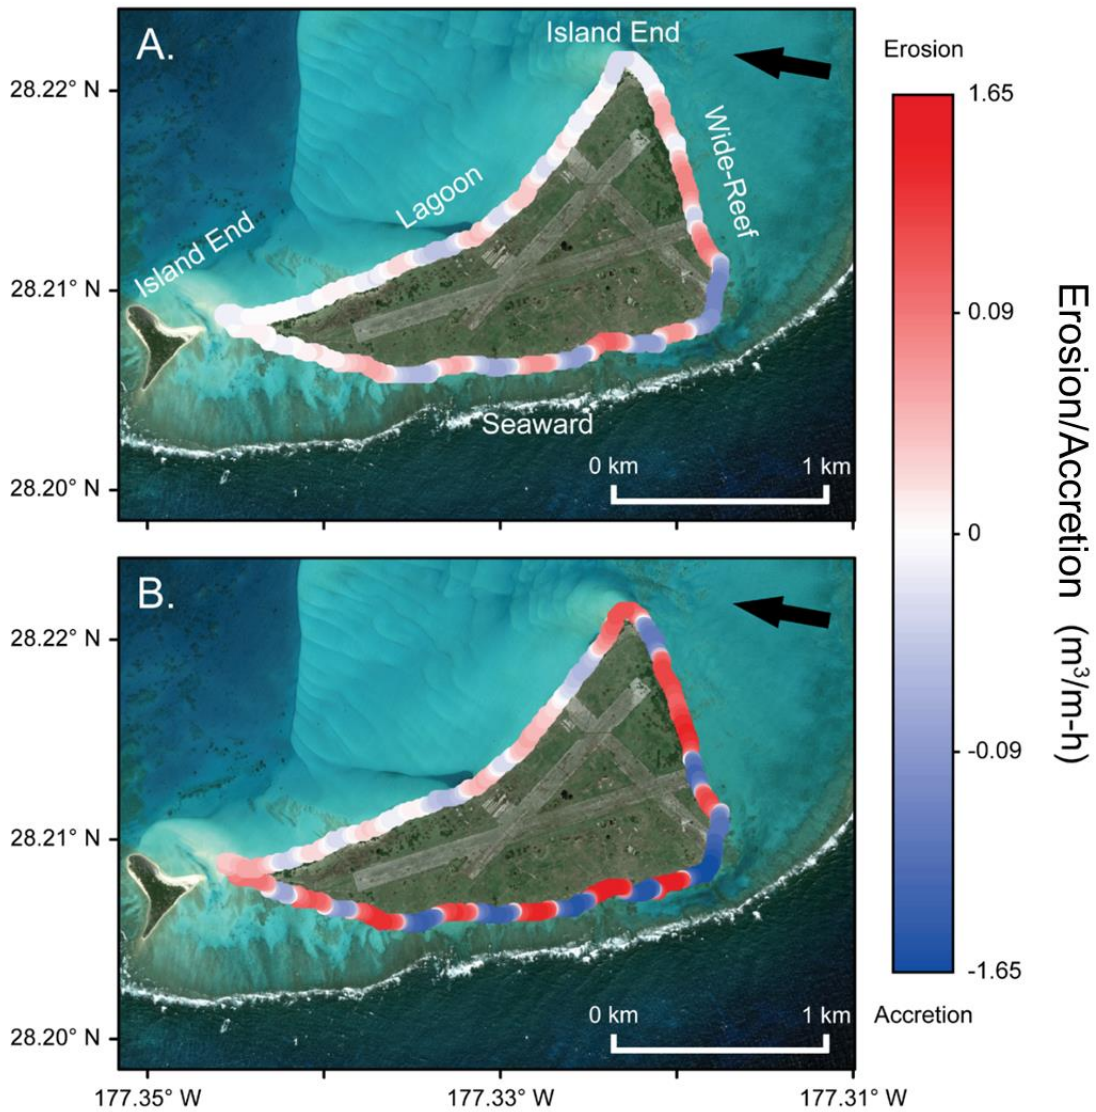 A.
Island End
Wide-Reef
Lagoon
Island End
Seaward
0 km 1 km
28.22° N
28.21° N
28.20° N
B.
0 km 1 km
28.22° N
28.21° N
28.20° N
177.35° W 177.33° W 177.31° W
Erosion
1.65
0.09
0
-0.09
-1.65
Accretion
Erosion/Accretion (m³/m-h)